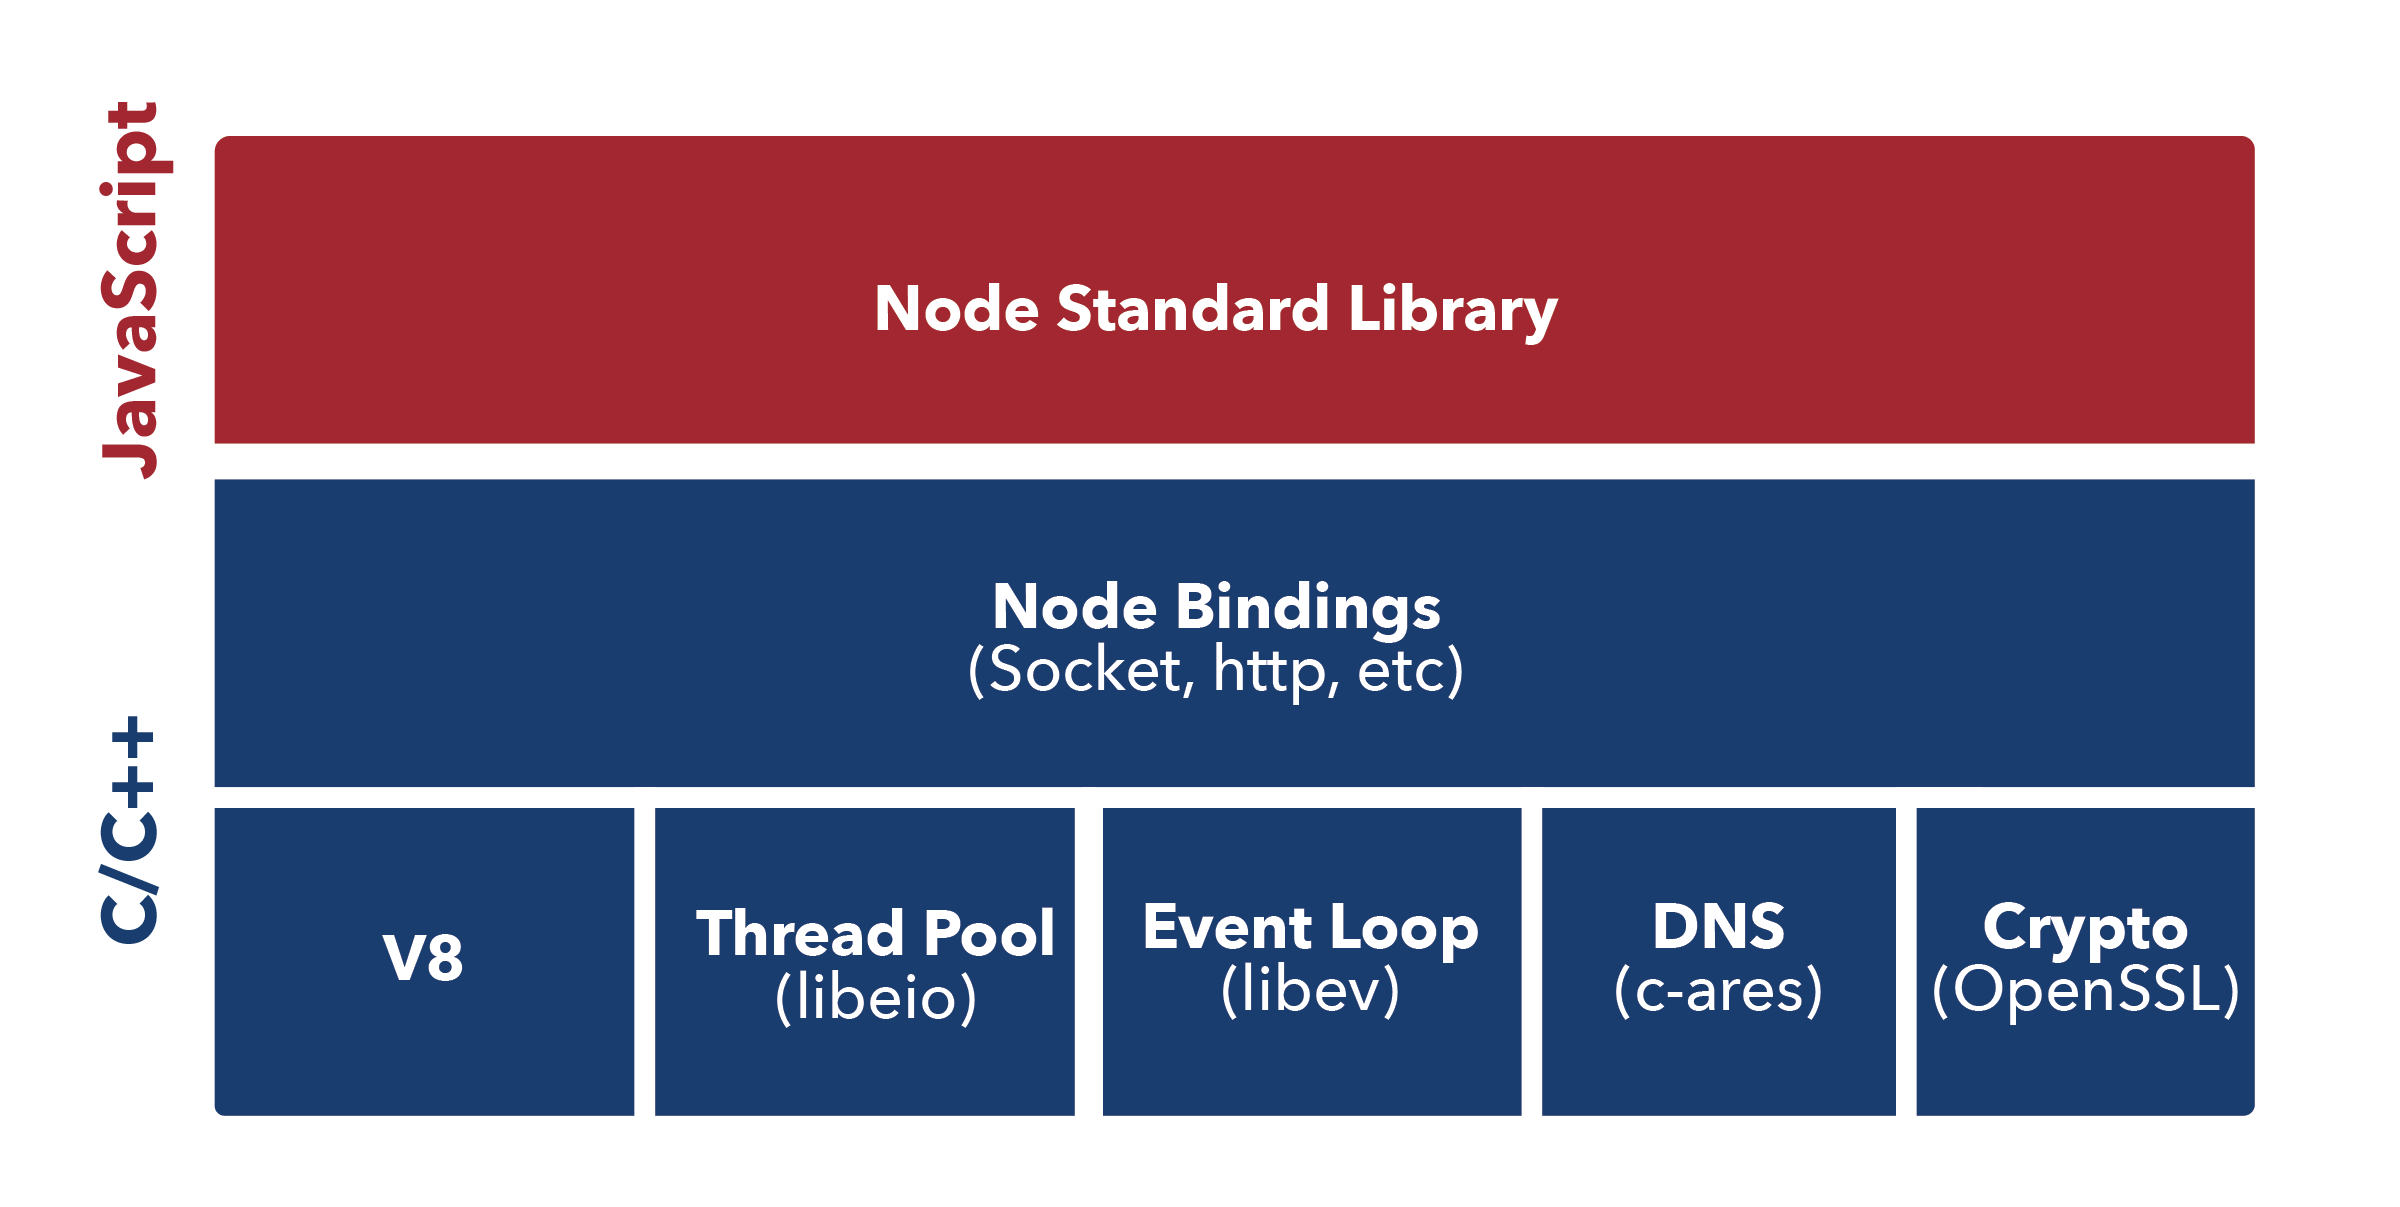 JavaScript
Node Standard Library
C/C++
Node Bindings
(Socket, http, etc)
V8
Thread Pool
(libeio)
Event Loop
(libev)
DNS
(c-ares)
Crypto
(OpenSSL)